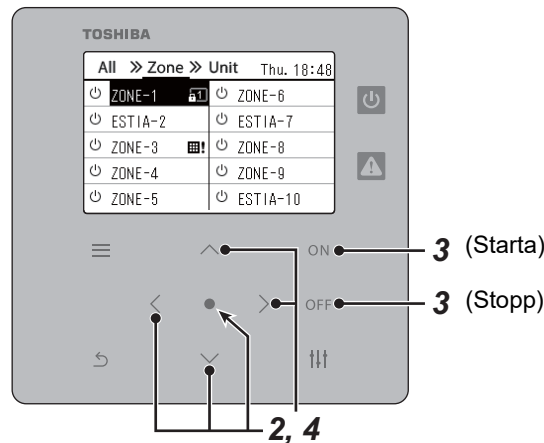 TOSHIBA
All » Zone » Unit Thu. 18:48
ZONE-1 1 ZONE-6
ESTIA-2 ESTIA-7
ZONE-3 ! ZONE-8
ZONE-4 ZONE-9
ZONE-5 ESTIA-10
ON 3 (Starta)
OFF 3 (Stopp)
2, 4